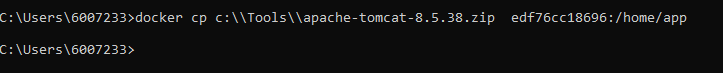 C:\Users\6007233>docker cp c:\\Tools\\apache-tomcat-8.5.38.zip  edf76cc18696:/home/app
C:\Users\6007233>